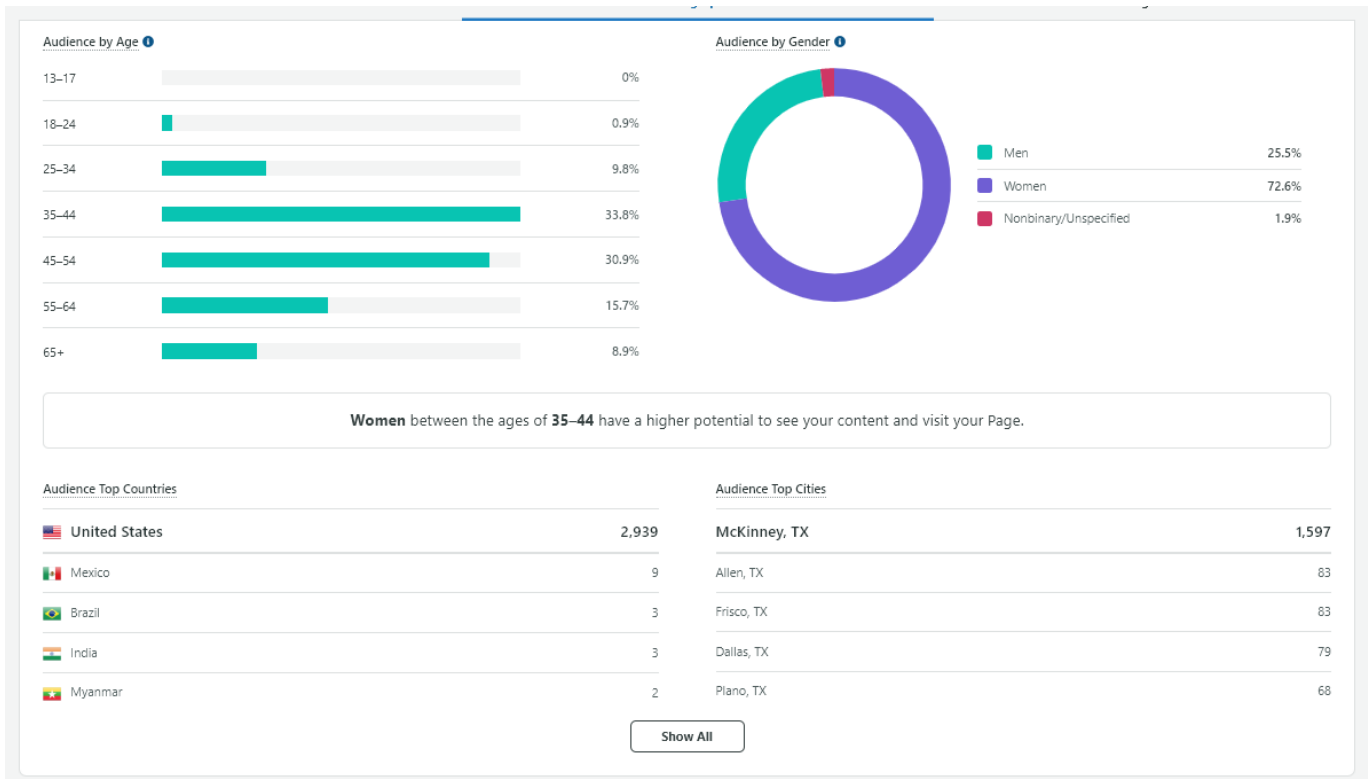 Audience by Age
13–17 0%
18–24 0.9%
25–34 9.8%
35–44 33.8%
45–54 30.9%
55–64 15.7%
65+ 8.9%
Audience by Gender
Men 25.5%
Women 72.6%
Nonbinary/Unspecified 1.9%
Women between the ages of 35–44 have a higher potential to see your content and visit your Page.
Audience Top Countries
United States 2,939
Mexico 9
Brazil 3
India 3
Myanmar 2
Audience Top Cities
McKinney, TX 1,597
Allen, TX 83
Frisco, TX 83
Dallas, TX 79
Plano, TX 68
Show All